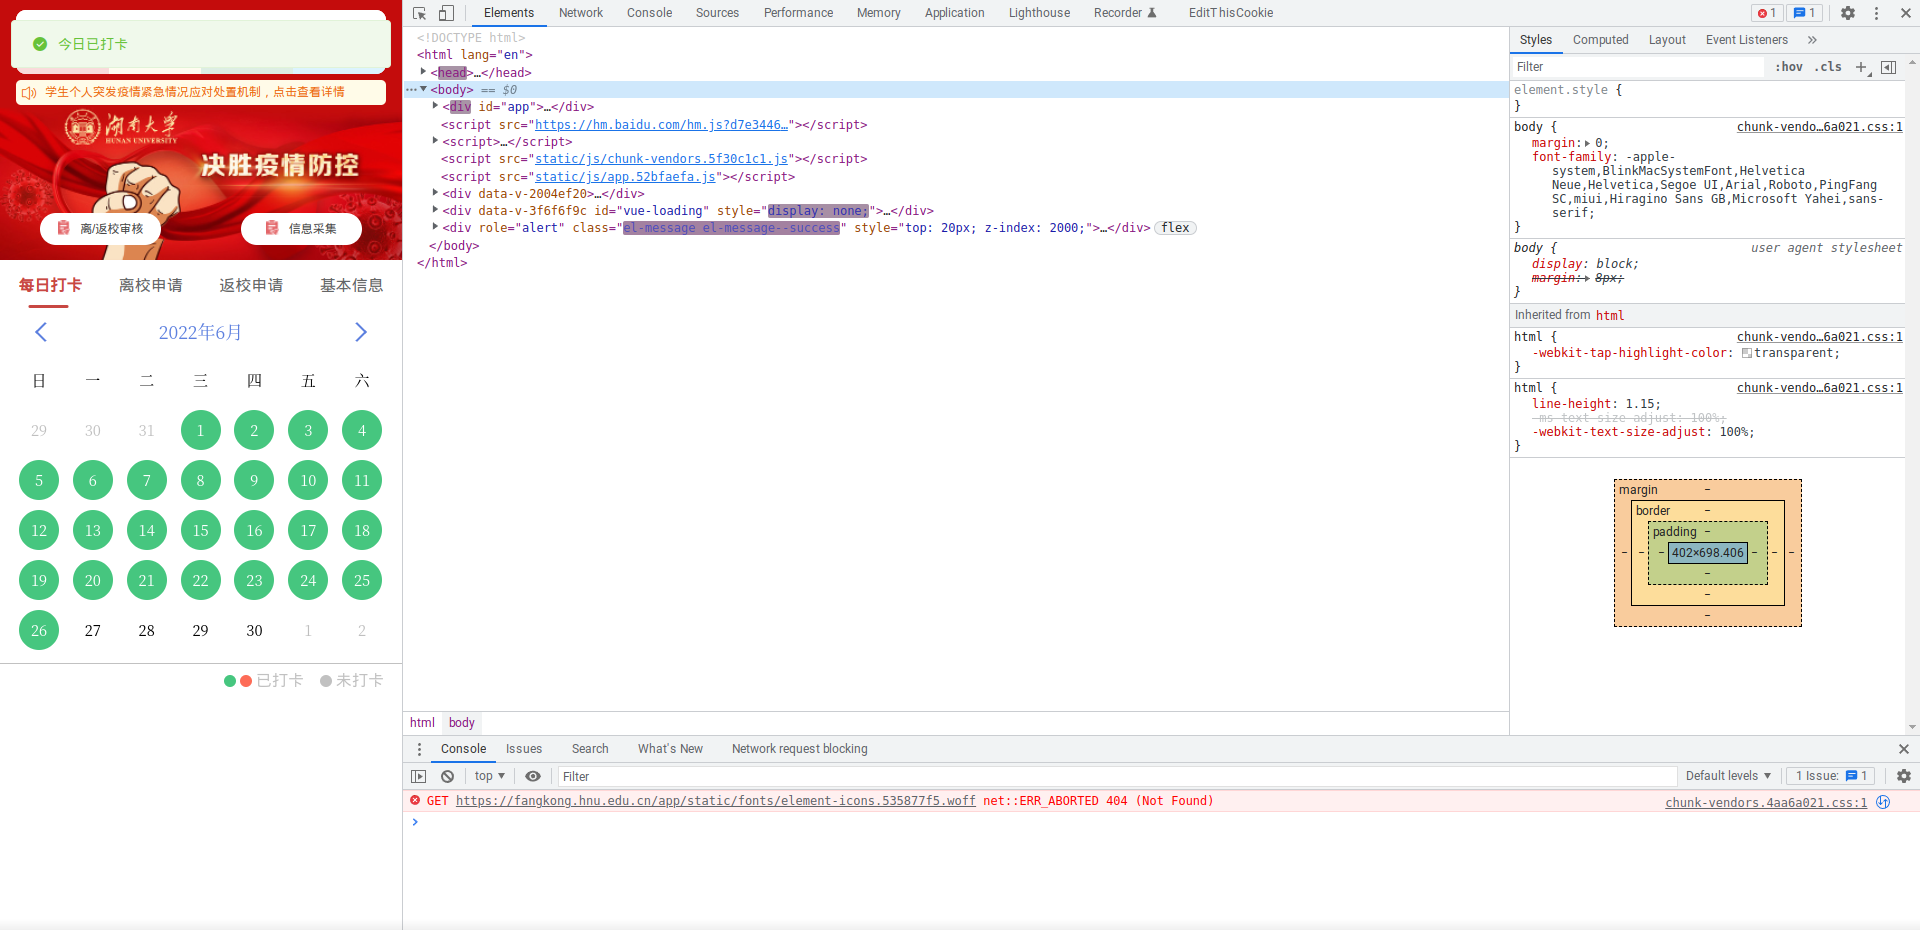 今日已打卡
学生个人突发疫情紧急情况应对处置机制，点击查看详情
湖南大学
HUNAN UNIVERSITY
决胜疫情防控
离/返校审核
信息采集
每日打卡 离校申请 返校申请 基本信息
2022年6月
日 一 二 三 四 五 六
29 30 31 1 2 3 4
5 6 7 8 9 10 11
12 13 14 15 16 17 18
19 20 21 22 23 24 25
26 27 28 29 30 1 2
已打卡 未打卡
Elements Network Console Sources Performance Memory Application Lighthouse Recorder EditThisCookie 1 1
<!DOCTYPE html>
<html lang="en">
<head>…</head>
<body> == $0
<div id="app">…</div>
<script src="https://hm.baidu.com/hm.js?d7e3446…"></script>
<script>…</script>
<script src="static/js/chunk-vendors.5f30c1c1.js"></script>
<script src="static/js/app.52bfaefa.js"></script>
<div data-v-2004ef20>…</div>
<div data-v-3f6f6f9c id="vue-loading" style="display: none;">…</div>
<div role="alert" class="el-message el-message--success" style="top: 20px; z-index: 2000;">…</div> flex
</body>
</html>
html body
Styles Computed Layout Event Listeners
Filter :hov .cls
element.style {
}
body { chunk-vendo…6a021.css:1
margin: 0;
font-family: -apple-
system,BlinkMacSystemFont,Helvetica
Neue,Helvetica,Segoe UI,Arial,Roboto,PingFang
SC,miui,Hiragino Sans GB,Microsoft Yahei,sans-
serif;
}
body { user agent stylesheet
display: block;
margin: 8px;
}
Inherited from html
html { chunk-vendo…6a021.css:1
-webkit-tap-highlight-color: transparent;
}
html { chunk-vendo…6a021.css:1
line-height: 1.15;
-ms-text-size-adjust: 100%;
-webkit-text-size-adjust: 100%;
}
margin –
border –
padding –
– – – 402×698.406 – – –
–
–
–
Console Issues Search What's New Network request blocking
top Filter Default levels 1 Issue: 1
GET https://fangkong.hnu.edu.cn/app/static/fonts/element-icons.535877f5.woff net::ERR_ABORTED 404 (Not Found) chunk-vendors.4aa6a021.css:1